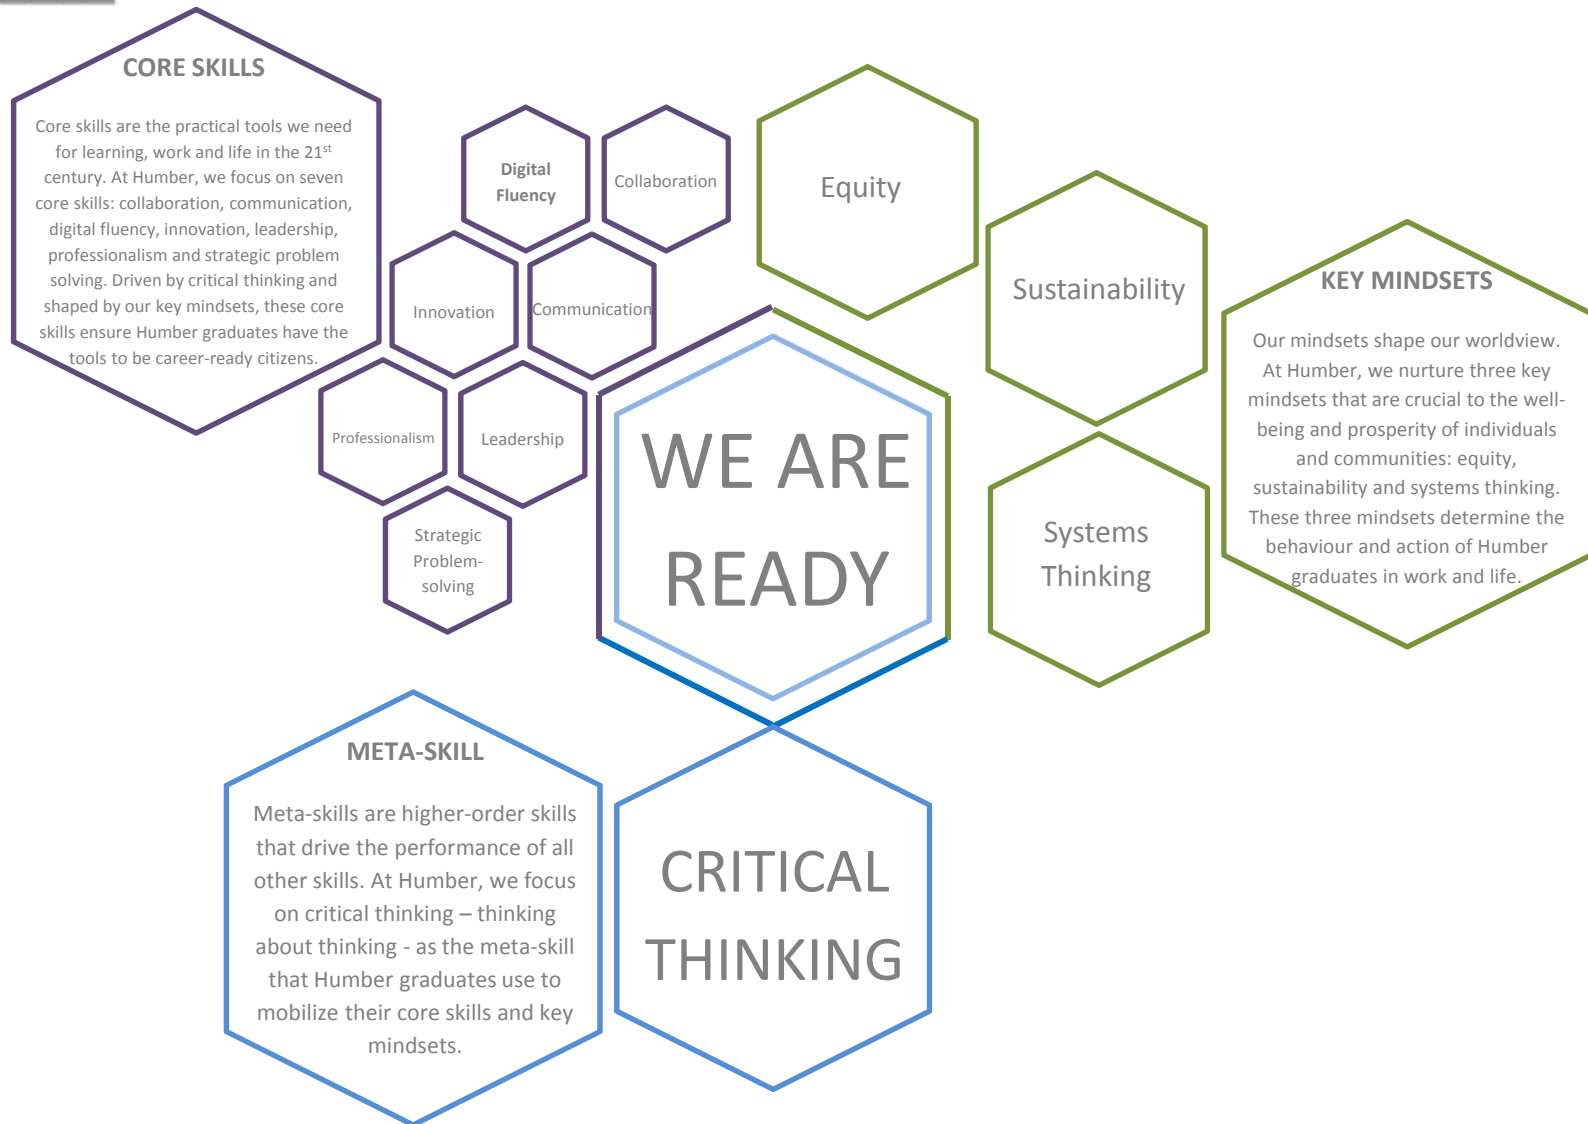 CORE SKILLS
Core skills are the practical tools we need
for learning, work and life in the 21st
century. At Humber, we focus on seven
core skills: collaboration, communication,
digital fluency, innovation, leadership,
professionalism and strategic problem
solving. Driven by critical thinking and
shaped by our key mindsets, these core
skills ensure Humber graduates have the
tools to be career-ready citizens.
Digital
Fluency
Collaboration
Innovation
Communication
Professionalism
Leadership
Strategic
Problem-
solving
Equity
Sustainability
Systems
Thinking
KEY MINDSETS
Our mindsets shape our worldview.
At Humber, we nurture three key
mindsets that are crucial to the well-
being and prosperity of individuals
and communities: equity,
sustainability and systems thinking.
These three mindsets determine the
behaviour and action of Humber
graduates in work and life.
WE ARE
READY
META-SKILL
Meta-skills are higher-order skills
that drive the performance of all
other skills. At Humber, we focus
on critical thinking – thinking
about thinking - as the meta-skill
that Humber graduates use to
mobilize their core skills and key
mindsets.
CRITICAL
THINKING